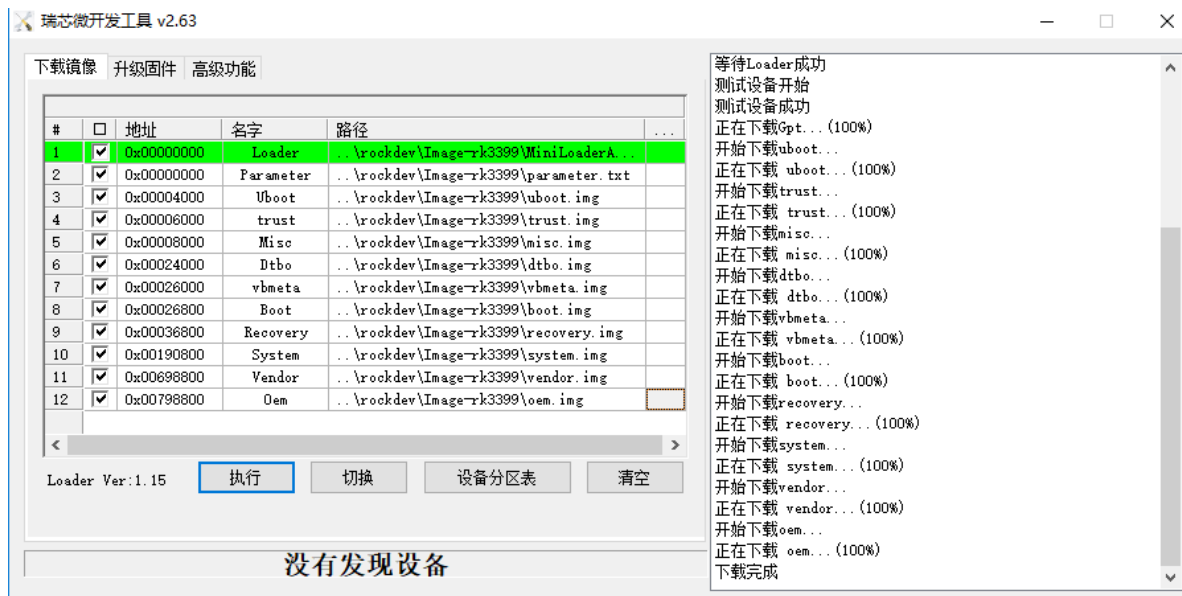 瑞芯微开发工具 v2.63
下载镜像 升级固件 高级功能
# 地址 名字 路径 ...
1 0x00000000 Loader ..\rockdev\Image-rk3399\MiniLoaderA...
2 0x00000000 Parameter ..\rockdev\Image-rk3399\parameter.txt
3 0x00004000 Uboot ..\rockdev\Image-rk3399\uboot.img
4 0x00006000 trust ..\rockdev\Image-rk3399\trust.img
5 0x00008000 Misc ..\rockdev\Image-rk3399\misc.img
6 0x00024000 Dtbo ..\rockdev\Image-rk3399\dtbo.img
7 0x00026000 vbmeta ..\rockdev\Image-rk3399\vbmeta.img
8 0x00026800 Boot ..\rockdev\Image-rk3399\boot.img
9 0x00036800 Recovery ..\rockdev\Image-rk3399\recovery.img
10 0x00190800 System ..\rockdev\Image-rk3399\system.img
11 0x00698800 Vendor ..\rockdev\Image-rk3399\vendor.img
12 0x00798800 Oem ..\rockdev\Image-rk3399\oem.img
Loader Ver:1.15 执行 切换 设备分区表 清空
没有发现设备
等待Loader成功
测试设备开始
测试设备成功
正在下载Gpt...(100%)
开始下载uboot...
正在下载 uboot...(100%)
开始下载trust...
正在下载 trust...(100%)
开始下载misc...
正在下载 misc...(100%)
开始下载dtbo...
正在下载 dtbo...(100%)
开始下载vbmeta...
正在下载 vbmeta...(100%)
开始下载boot...
正在下载 boot...(100%)
开始下载recovery...
正在下载 recovery...(100%)
开始下载system...
正在下载 system...(100%)
开始下载vendor...
正在下载 vendor...(100%)
开始下载oem...
正在下载 oem...(100%)
下载完成